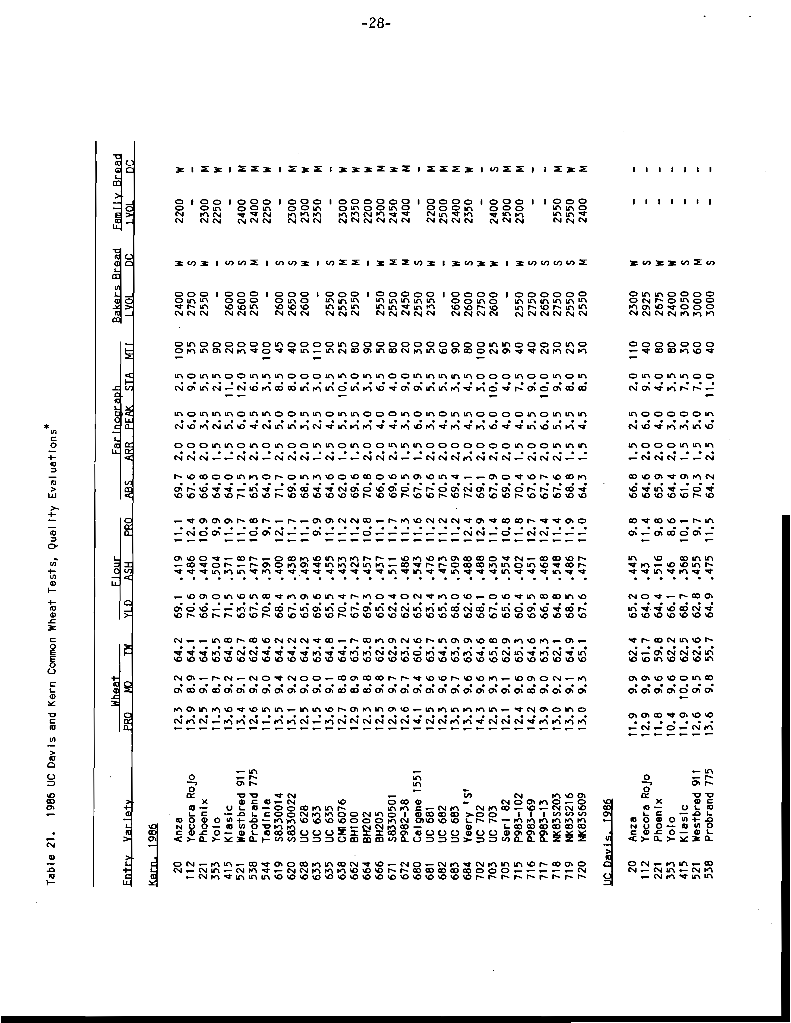 -28-
Table 21. 1986 UC Davis and Kern Common Wheat Tests, Quality Evaluations*
Wheat Flour Farinograph Bakers Bread Family Bread
Entry Variety PRO MO TW YLD ASH PRO ABS ARR PEAK STA MTI LVOL DC LVOL DC
Kern, 1986
20 Anza 12.3 9.2 64.2 69.1 .419 11.1 69.7 2.0 2.5 2.5 100 2400 W 2200 W
112 Yecora Rojo 13.9 8.9 64.1 70.6 .486 12.4 67.6 2.0 6.0 9.0 35 2750 S - -
221 Phoenix 12.5 9.1 64.1 66.9 .440 10.9 66.8 2.0 3.5 5.5 50 2550 W 2300 M
353 Yolo 11.3 8.7 63.5 71.0 .504 9.9 64.0 1.5 2.5 2.5 90 - - 2250 W
415 Klasic 13.6 9.2 64.8 71.5 .371 11.9 64.0 1.5 5.5 11.0 20 2600 S - -
521 Westbred 911 13.4 9.1 62.7 63.6 .518 11.7 71.5 2.5 6.0 12.0 30 2600 S 2400 M
538 Probrand 775 12.6 9.2 62.8 67.5 .477 10.8 65.3 2.5 4.5 6.5 40 2500 M 2400 M
544 Tadinia 11.5 9.0 64.6 70.8 .391 9.7 64.0 1.0 2.5 3.5 100 - - 2250 W
619 S8330014 13.5 9.4 64.2 68.4 .400 12.1 71.7 2.5 5.0 8.5 45 2600 S - -
620 S8330022 13.1 9.2 64.2 67.3 .438 11.7 69.0 2.0 5.0 8.0 40 2650 S 2300 M
628 UC 628 12.5 9.2 64.2 65.9 .493 11.1 68.5 3.0 5.0 5.0 50 2600 W 2600 W
633 UC 633 11.5 9.0 63.4 69.6 .446 9.9 64.3 1.5 2.5 3.0 110 - - 2350 M
635 UC 635 13.6 9.1 64.8 65.6 .455 11.9 64.6 2.5 4.0 5.5 50 2550 S - -
638 CMI6076 12.7 8.8 64.1 70.4 .433 11.2 62.0 1.0 5.5 10.5 25 2550 M 2300 W
662 BH100 12.9 8.9 63.7 67.7 .423 11.2 69.6 1.5 3.5 5.0 80 2550 M 2350 W
664 BH202 12.3 8.8 63.8 69.3 .457 10.8 70.8 2.0 3.0 3.5 90 - - 2200 W
666 BH205 12.5 9.2 62.3 65.0 .437 11.1 66.0 2.0 4.0 6.5 50 2550 W 2300 W
671 S8330501 12.9 9.7 62.9 62.4 .511 11.7 69.6 2.5 4.0 4.0 80 2550 M 2450 W
672 P982-38 12.6 9.7 63.2 62.0 .486 11.3 70.5 1.5 5.5 9.0 20 2450 M 2400 M
680 Calgene 1551 14.1 9.4 60.6 65.2 .543 11.6 67.9 1.5 6.0 9.5 30 2550 S - -
681 UC 681 12.5 9.6 63.7 63.4 .476 11.2 67.6 2.0 3.5 5.5 50 2350 W 2200 M
682 UC 682 12.3 9.6 64.5 65.3 .473 11.2 70.5 2.0 4.0 5.5 60 - - 2500 M
683 UC 683 13.5 9.7 63.9 68.0 .509 11.2 69.4 2.0 3.5 3.5 90 2600 W 2400 M
684 Veery 'S' 13.3 9.7 63.9 62.6 .488 12.4 72.1 3.0 4.5 4.5 80 2600 S 2350 W
702 UC 702 14.3 9.6 64.6 68.1 .488 12.9 69.1 2.0 3.0 3.0 100 2750 W - -
703 UC 703 12.5 9.3 65.8 67.0 .430 11.4 67.9 2.0 6.0 10.0 25 2600 W 2400 S
705 Seri 82 12.1 9.1 62.9 65.6 .554 10.8 69.0 2.0 2.5 4.0 95 - - 2500 M
715 P983-102 12.4 9.6 65.3 60.4 .402 11.8 70.4 1.5 4.0 7.5 40 2550 W 2300 M
716 P983-69 14.2 8.9 64.6 69.5 .451 12.7 67.6 2.0 5.5 9.0 40 2750 S - -
717 P983-13 13.9 9.0 63.3 66.8 .468 12.4 67.7 1.5 6.0 10.0 20 2650 S - -
718 NK83S203 13.0 9.4 62.1 64.8 .548 11.4 67.6 2.5 5.5 9.5 30 2750 S 2550 M
719 NK83S216 13.5 9.1 64.9 68.5 .486 11.9 68.8 1.5 4.5 8.0 25 2550 S 2550 M
720 NK83S609 13.0 9.3 65.1 67.6 .477 11.0 64.3 1.5 4.5 8.5 30 2550 M 2400 M
UC Davis, 1986
20 Anza 11.9 9.9 62.4 65.2 .445 9.8 66.8 1.5 2.5 2.0 110 2300 W - -
112 Yecora Rojo 12.9 9.9 61.7 64.0 .43 11.4 64.6 2.0 6.0 9.5 40 2925 S - -
221 Phoenix 11.8 9.6 59.8 64.4 .516 9.8 65.9 2.0 4.0 4.0 80 2675 W - -
353 Yolo 10.4 9.6 62.2 66.1 .46 8.6 64.4 2.0 3.0 3.5 80 2400 W - -
415 Klasic 11.9 10.0 62.5 68.7 .368 10.1 61.9 1.5 3.5 7.5 30 3050 S - -
521 Westbred 911 12.6 9.5 62.6 62.8 .455 9.7 70.3 1.5 5.0 7.0 60 3000 M - -
538 Probrand 775 13.6 9.8 55.7 64.9 .475 11.5 64.2 2.5 6.5 11.0 40 3000 S - -